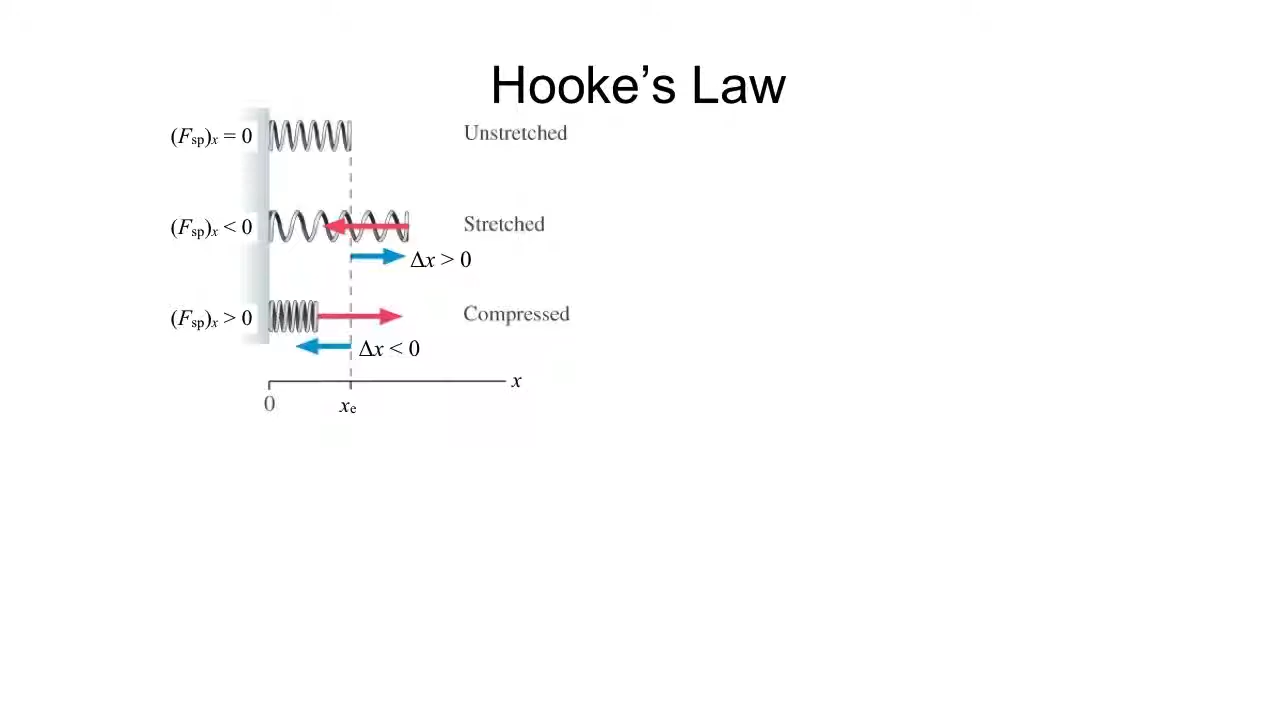 Hooke’s Law
(Fsp)x = 0 Unstretched
(Fsp)x < 0 Stretched
Δx > 0
(Fsp)x > 0 Compressed
Δx < 0
x
0 xe